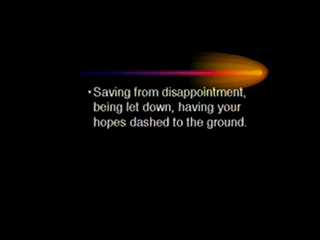 •Saving from disappointment,
being let down, having your
hopes dashed to the ground.